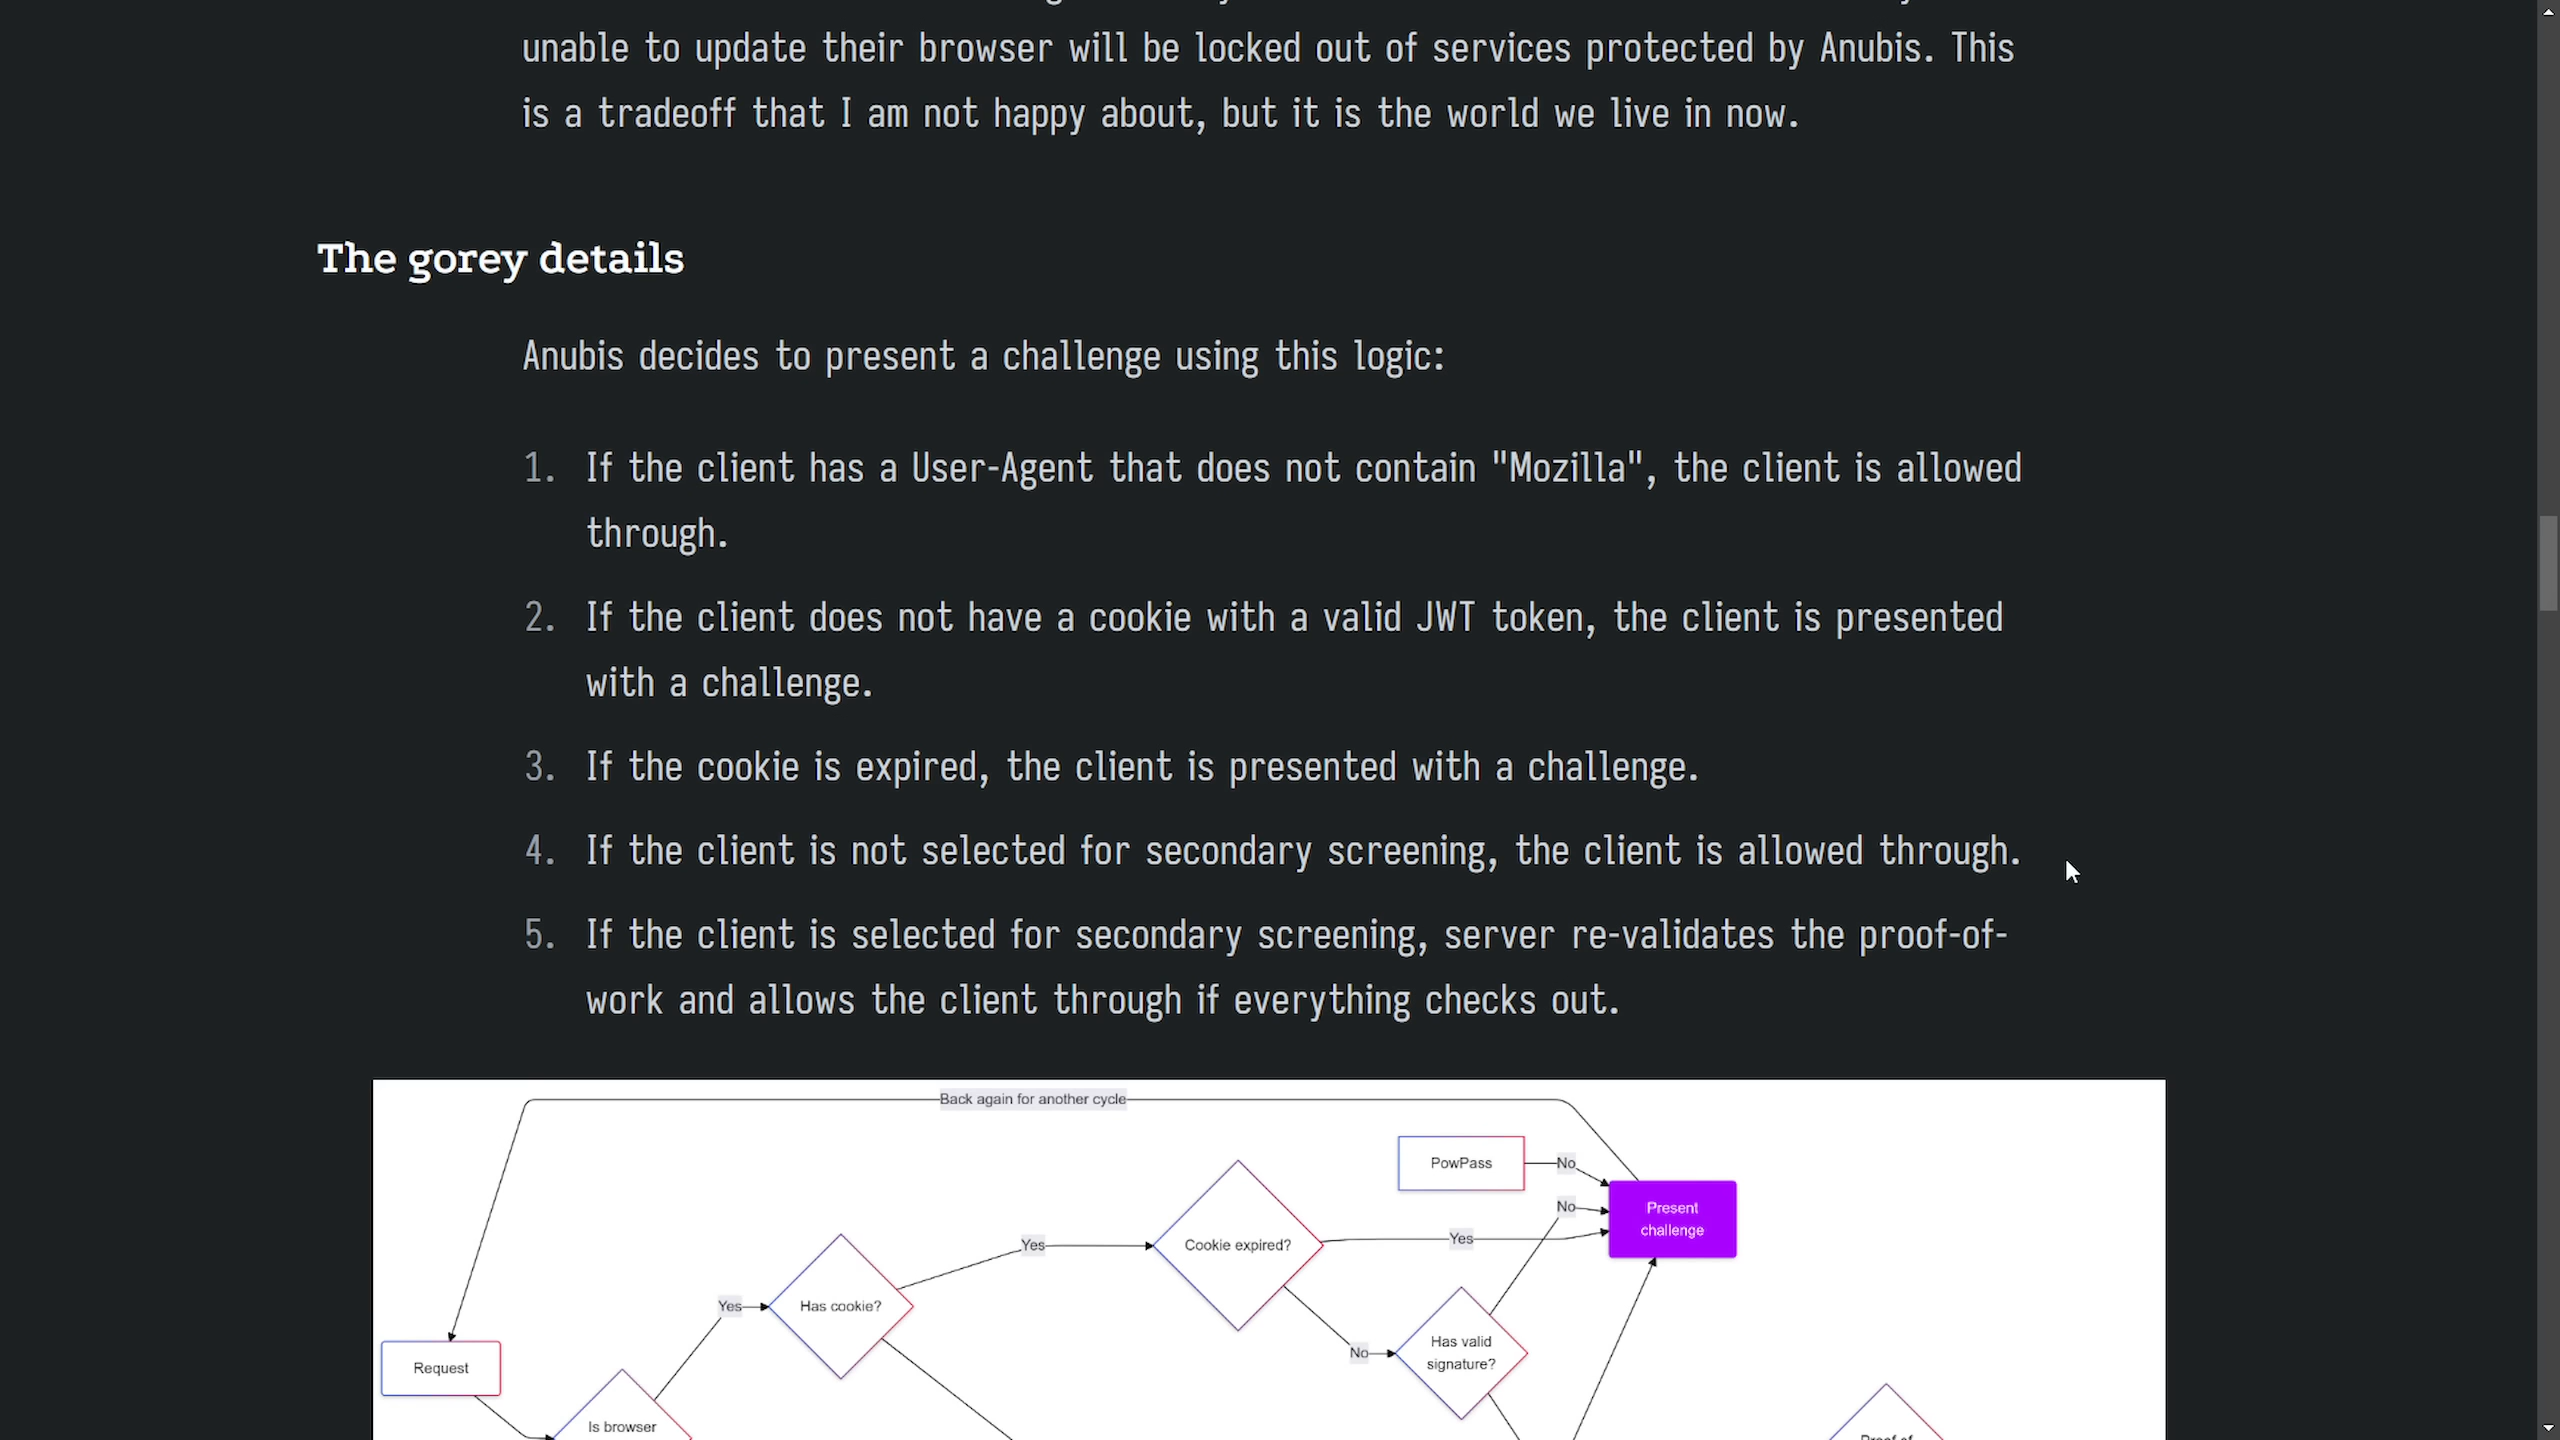 unable to update their browser will be locked out of services protected by Anubis. This
is a tradeoff that I am not happy about, but it is the world we live in now.
The gorey details
Anubis decides to present a challenge using this logic:
1. If the client has a User-Agent that does not contain "Mozilla", the client is allowed
through.
2. If the client does not have a cookie with a valid JWT token, the client is presented
with a challenge.
3. If the cookie is expired, the client is presented with a challenge.
4. If the client is not selected for secondary screening, the client is allowed through.
5. If the client is selected for secondary screening, server re-validates the proof-of-
work and allows the client through if everything checks out.
Back again for another cycle
PowPass
No
No
Present
challenge
Yes
Cookie expired?
Yes
Yes
Has cookie?
Has valid
signature?
No
Request
Is browser